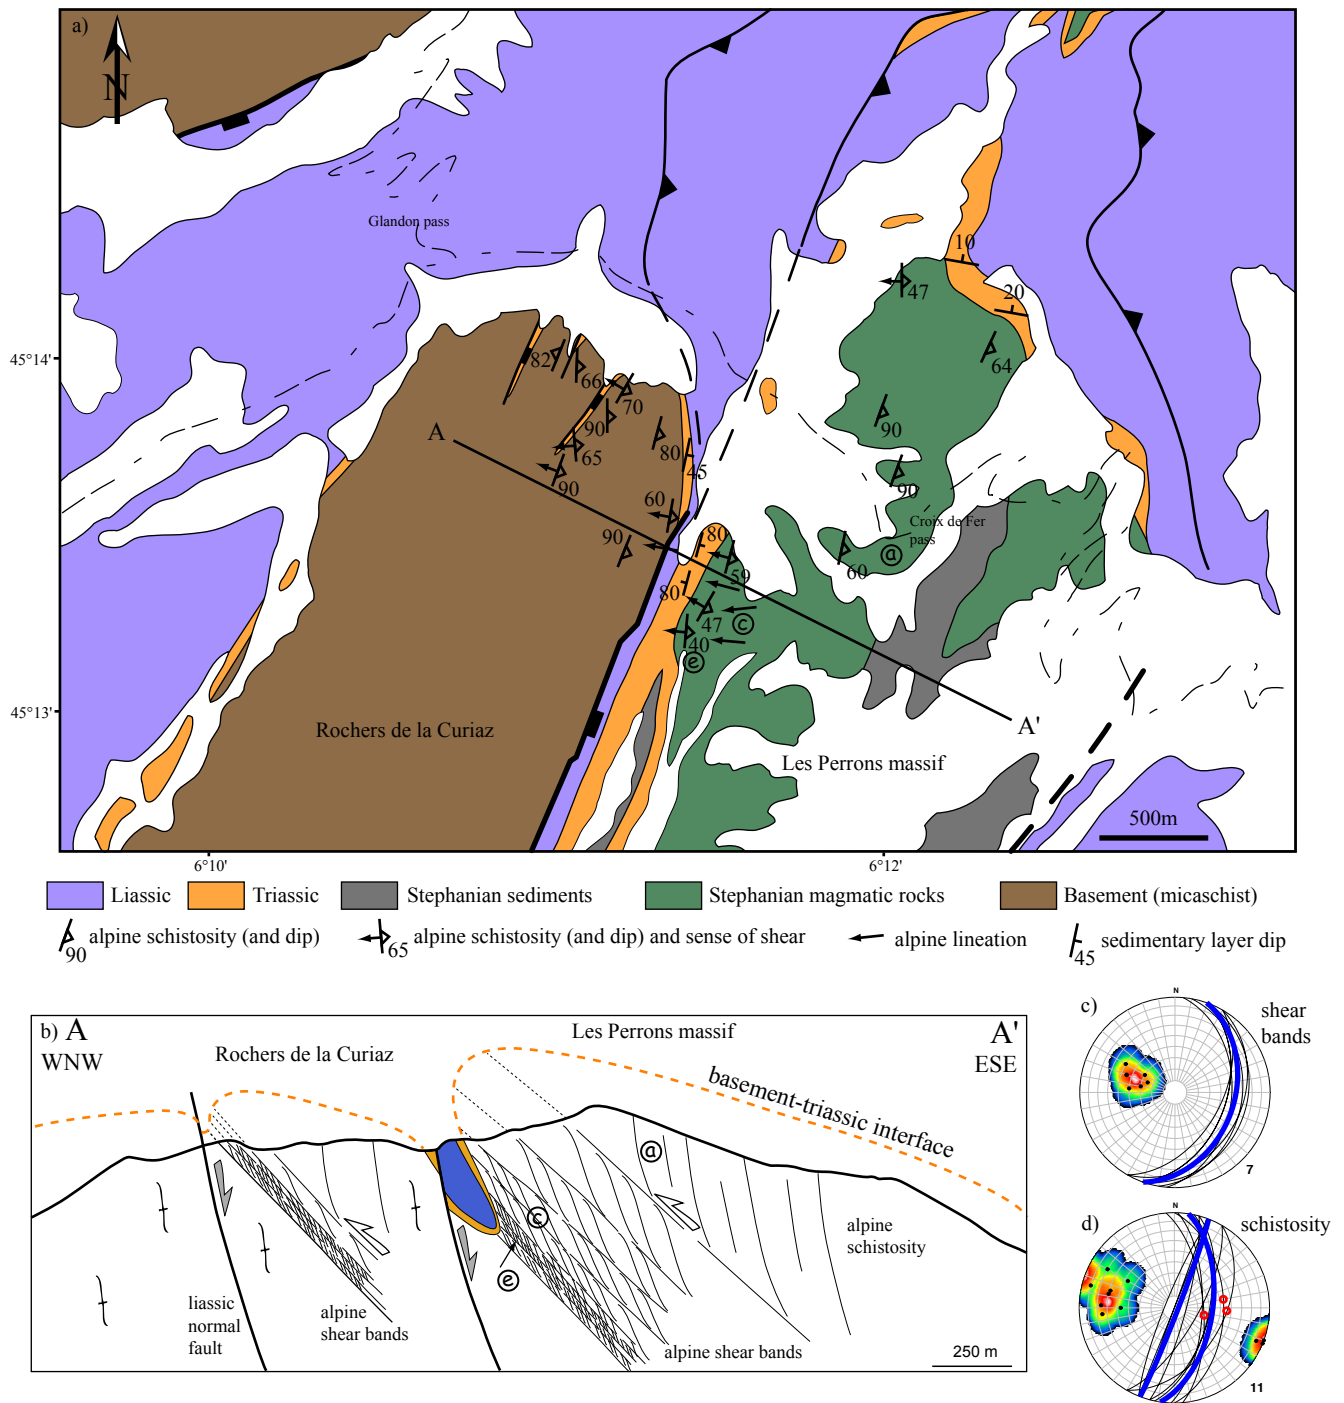 a)
N
Glandon pass
10
47
20
45°14'
82
66
64
70
90
90
A
80
65
45
90
90
60
Croix de Fer
pass
90
80
a
59
60
80
c
47
40
e
45°13'
Rochers de la Curiaz
A'
Les Perrons massif
500m
6°10'
6°12'
Liassic
Triassic
Stephanian sediments
Stephanian magmatic rocks
Basement (micaschist)
90
alpine schistosity (and dip)
65
alpine schistosity (and dip) and sense of shear
alpine lineation
45
sedimentary layer dip
b) A
WNW
Rochers de la Curiaz
Les Perrons massif
A'
ESE
basement-triassic interface
a
c
e
alpine
schistosity
liassic
normal
fault
alpine
shear bands
alpine shear bands
250 m
c)
N
shear
bands
7
d)
N
schistosity
11